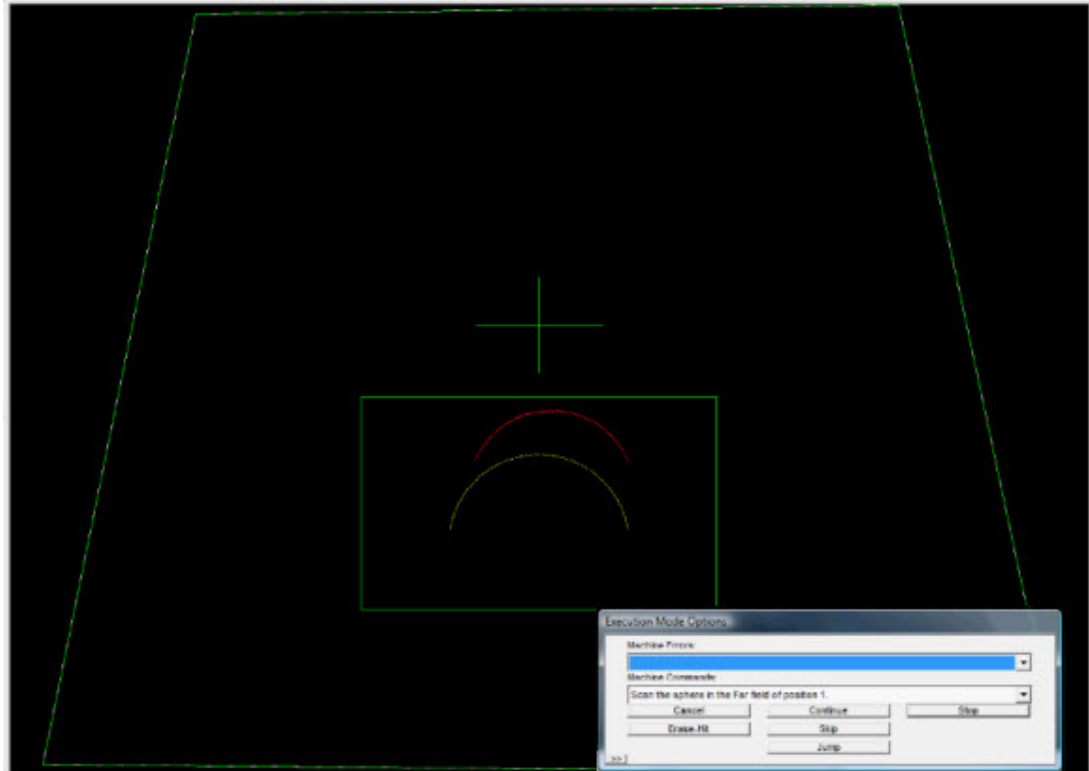 Execution Mode Options
Machine Errors:
Machine Commands:
Scan the sphere in the Far field of position 1.
Cancel Continue Stop
Erase Hit Skip
Jump
>>